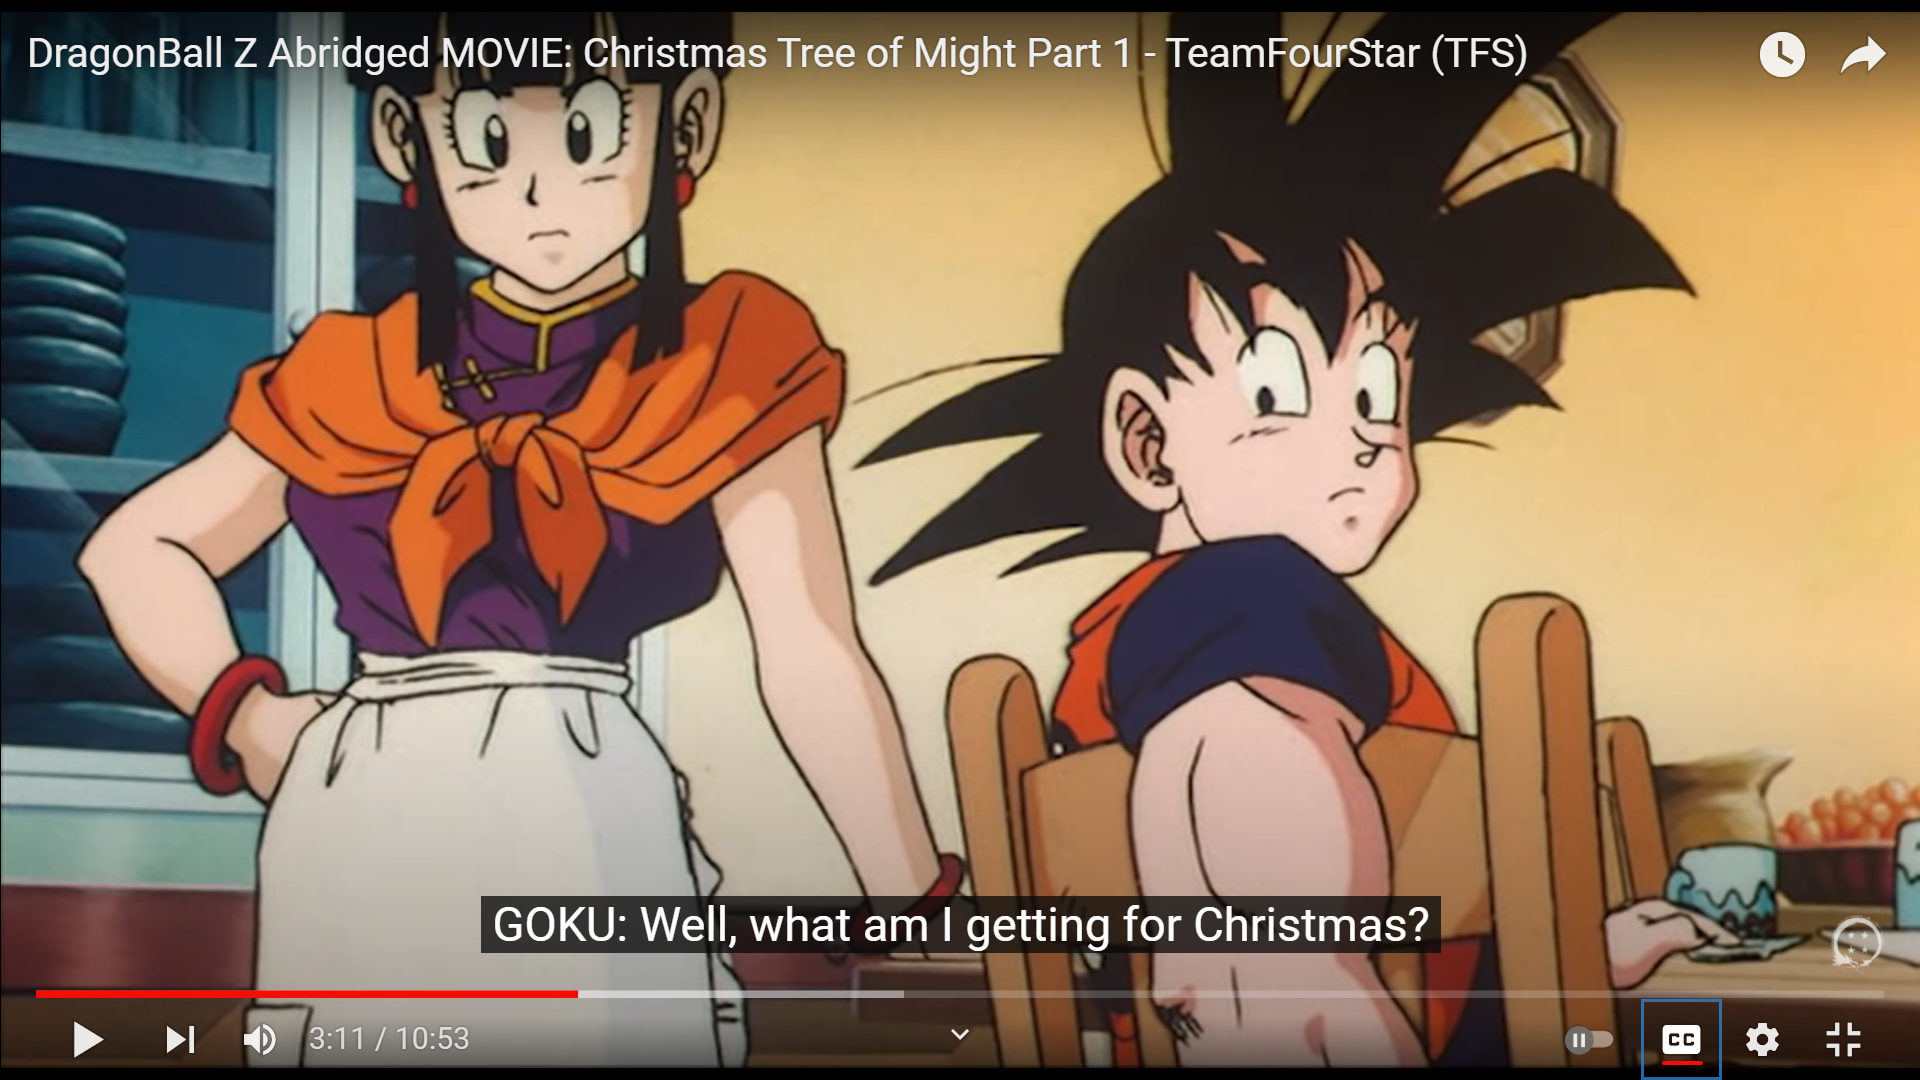 DragonBall Z Abridged MOVIE: Christmas Tree of Might Part 1 - TeamFourStar (TFS)
GOKU: Well, what am I getting for Christmas?
3:11 / 10:53
CC